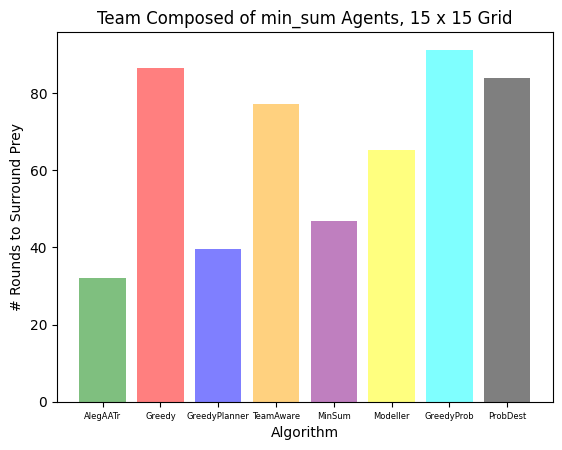 Team Composed of min_sum Agents, 15 x 15 Grid
# Rounds to Surround Prey
80
60
40
20
0
AlegAATr Greedy GreedyPlanner TeamAware MinSum Modeller GreedyProb ProbDest
Algorithm